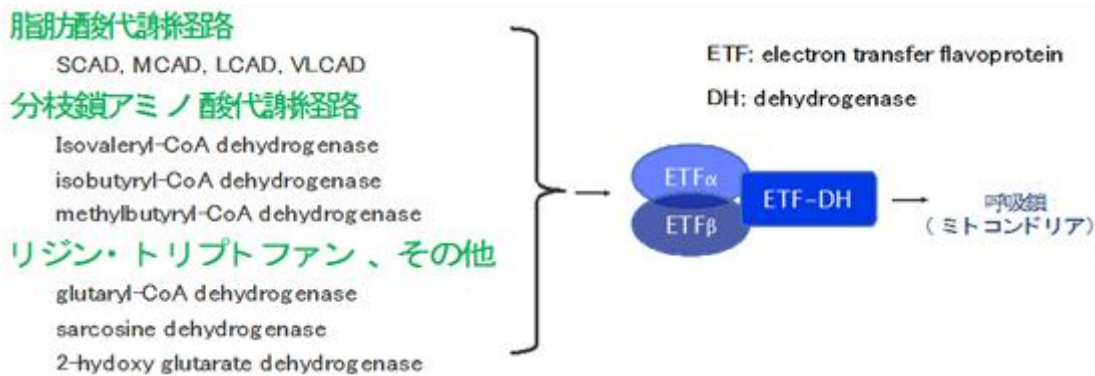 脂肪酸代謝経路
SCAD, MCAD, LCAD, VLCAD
分枝鎖アミノ酸代謝経路
Isovaleryl-CoA dehydrogenase
isobutyryl-CoA dehydrogenase
methylbutyryl-CoA dehydrogenase
リジン・トリプトファン、その他
glutaryl-CoA dehydrogenase
sarcosine dehydrogenase
2-hydoxy glutarate dehydrogenase
ETF: electron transfer flavoprotein
DH: dehydrogenase
ETFα
ETFβ
ETF-DH
呼吸鎖
(ミトコンドリア)